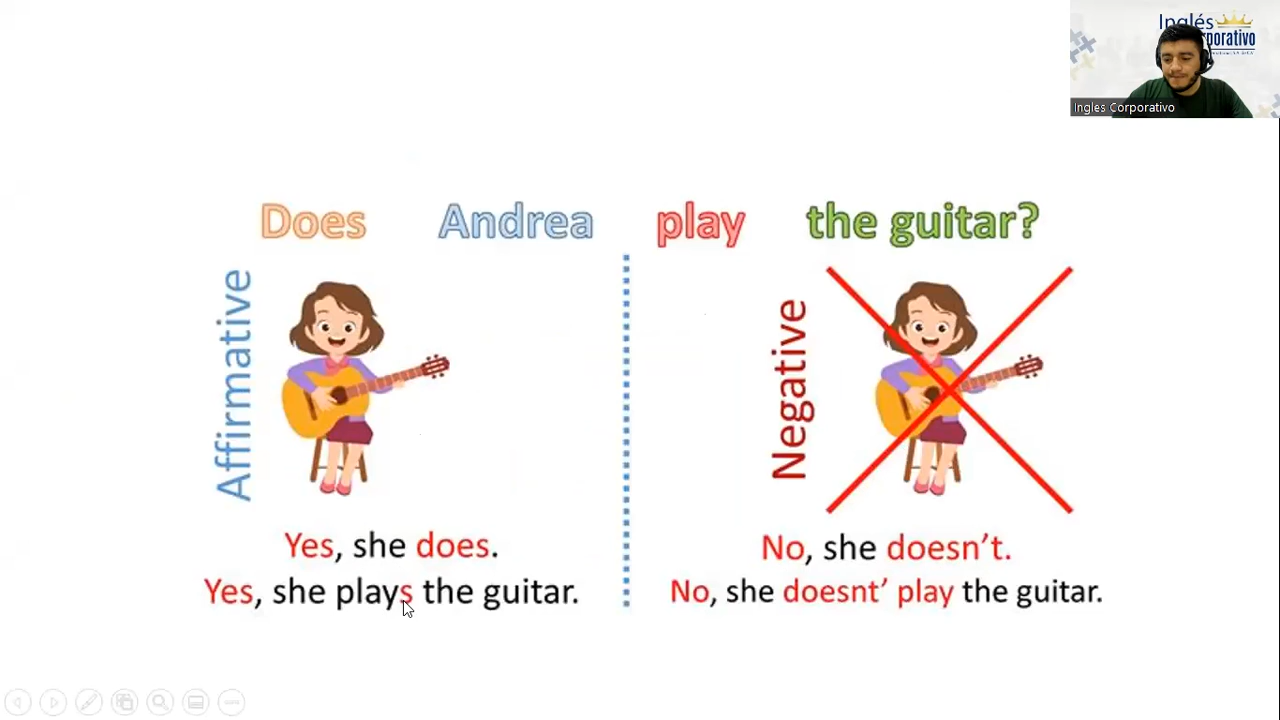 Inglés
Corporativo
Ingles Corporativo
Does Andrea play the guitar?
Affirmative
Negative
Yes, she does.
Yes, she plays the guitar.
No, she doesn't.
No, she doesnt' play the guitar.